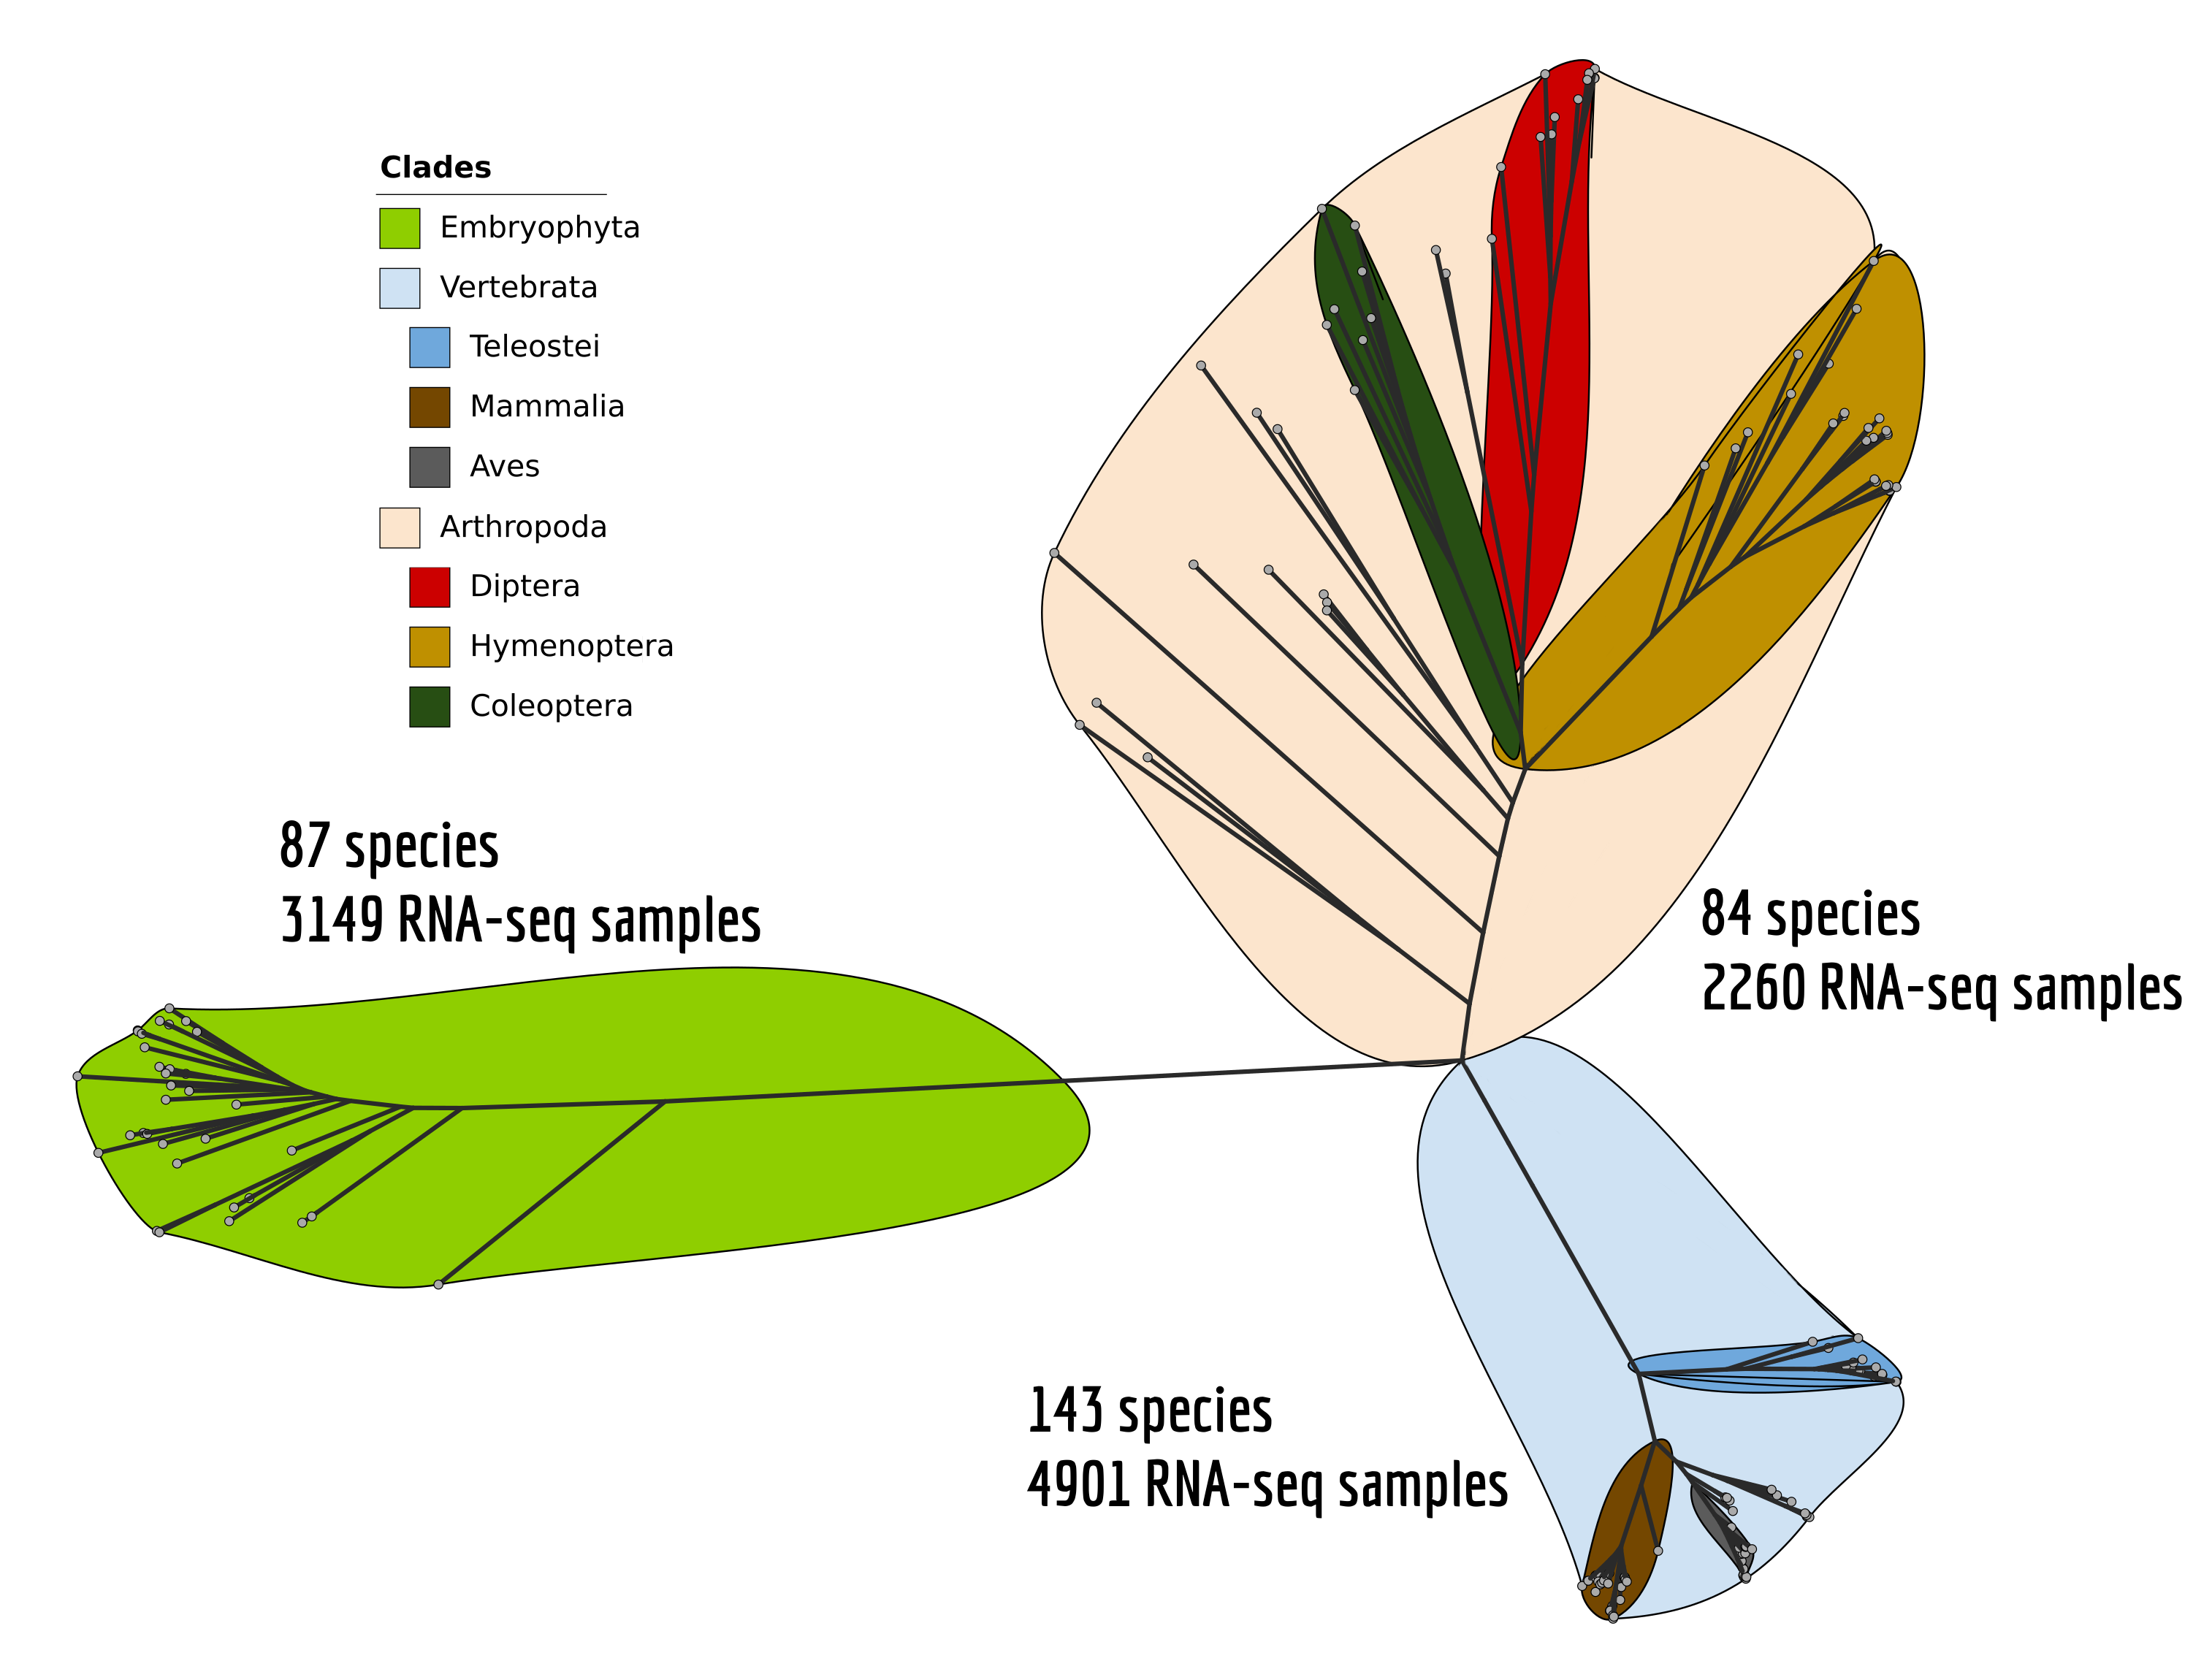 Clades
Embryophyta
Vertebrata
Teleostei
Mammalia
Aves
Arthropoda
Diptera
Hymenoptera
Coleoptera
87 species
3149 RNA-seq samples
84 species
2260 RNA-seq samples
143 species
4901 RNA-seq samples